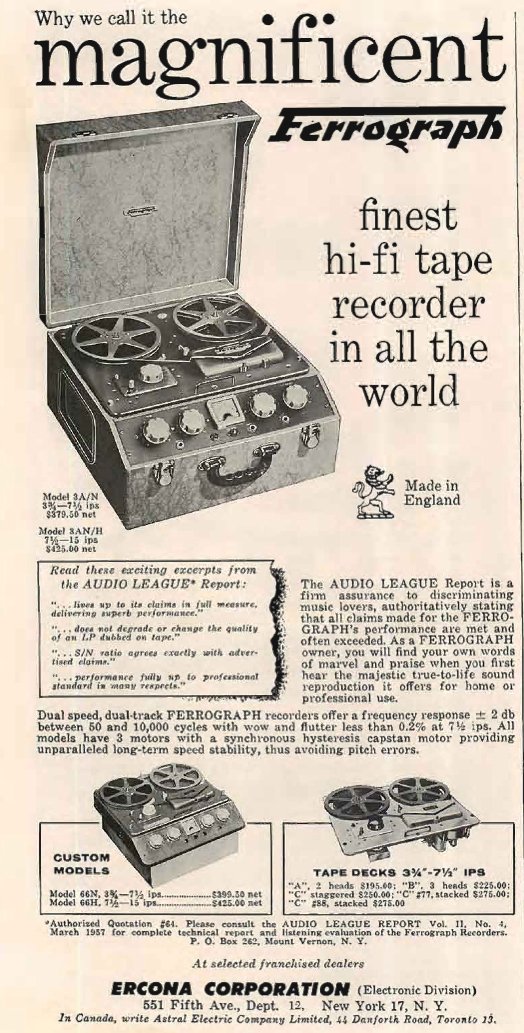 Why we call it the
magnificent
Ferrograph
finest
hi-fi tape
recorder
in all the
world
Made in
England
Model 3A/N
3¾—7½ ips
$379.50 net
Model 3AN/H
7½—15 ips
$425.00 net
Read these exciting excerpts from
the AUDIO LEAGUE* Report:
"...lives up to its claims in full measure,
delivering superb performance."
"...does not degrade or change the quality
of an LP dubbed on tape."
"...S/N ratio agrees exactly with adver-
tised claims."
"...performance fully up to professional
standard in many respects."
The AUDIO LEAGUE Report is a
firm assurance to discriminating
music lovers, authoritatively stating
that all claims made for the FERRO-
GRAPH'S performance are met and
often exceeded. As a FERROGRAPH
owner, you will find your own words
of marvel and praise when you first
hear the majestic true-to-life sound
reproduction it offers for home or
professional use.
Dual speed, dual-track FERROGRAPH recorders offer a frequency response ± 2 db
between 50 and 10,000 cycles with wow and flutter less than 0.2% at 7½ ips. All
models have 3 motors with a synchronous hysteresis capstan motor providing
unparalleled long-term speed stability, thus avoiding pitch errors.
CUSTOM
MODELS
Model 66N, 3¾—7½ ips................$399.50 net
Model 66H, 7½—15 ips................$425.00 net
TAPE DECKS 3¾"-7½" IPS
"A", 2 heads $195.00; "B", 3 heads $225.00;
"C" staggered $250.00; "C" #77, stacked $275.00;
"C" #88, stacked $275.00
*Authorized Quotation #64. Please consult the AUDIO LEAGUE REPORT Vol. II, No. 4,
March 1957 for complete technical report and listening evaluation of the Ferrograph Recorders.
P. O. Box 262, Mount Vernon, N. Y.
At selected franchised dealers
ERCONA CORPORATION (Electronic Division)
551 Fifth Ave., Dept. 12, New York 17, N. Y.
In Canada, write Astral Electric Company Limited, 44 Danforth Road, Toronto 13.